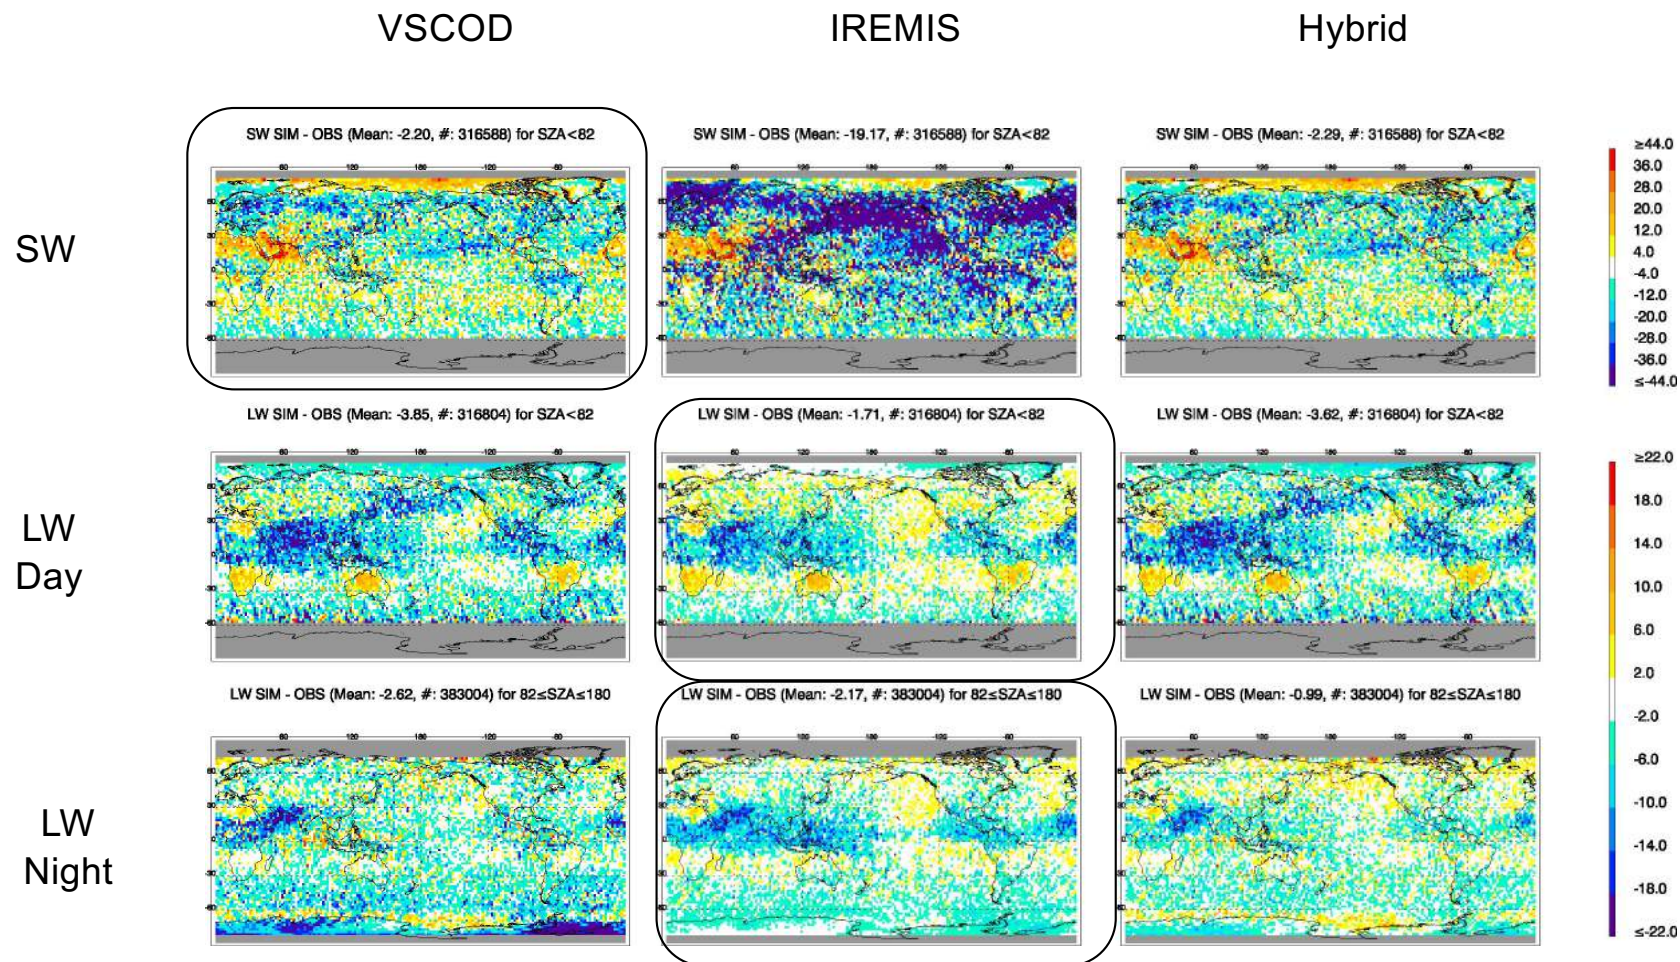 VSCOD IREMIS Hybrid
SW SIM - OBS (Mean: -2.20, #: 316588) for SZA<82
SW SIM - OBS (Mean: -19.17, #: 316588) for SZA<82
SW SIM - OBS (Mean: -2.29, #: 316588) for SZA<82
SW
≥44.0
36.0
28.0
20.0
12.0
4.0
-4.0
-12.0
-20.0
-28.0
-36.0
≤-44.0
LW SIM - OBS (Mean: -3.85, #: 316804) for SZA<82
LW SIM - OBS (Mean: -1.71, #: 316804) for SZA<82
LW SIM - OBS (Mean: -3.62, #: 316804) for SZA<82
LW
Day
LW SIM - OBS (Mean: -2.62, #: 383004) for 82≤SZA≤180
LW SIM - OBS (Mean: -2.17, #: 383004) for 82≤SZA≤180
LW SIM - OBS (Mean: -0.99, #: 383004) for 82≤SZA≤180
LW
Night
≥22.0
18.0
14.0
10.0
6.0
2.0
-2.0
-6.0
-10.0
-14.0
-18.0
≤-22.0